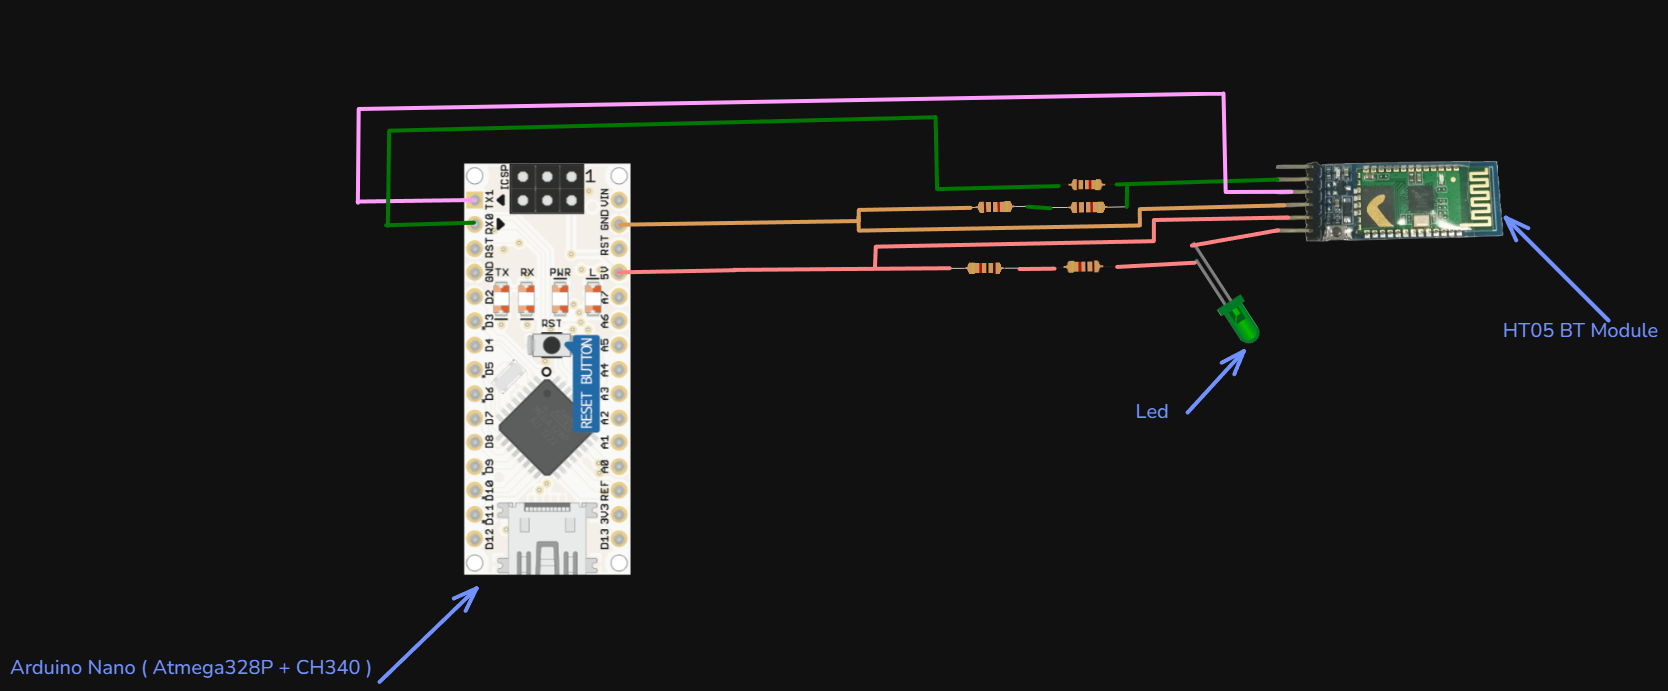 ICSP
1
TX1
VIN
RX0
GND
RST
RST
GND
TX
RX
PWR
L
5V
D2
A7
D3
RST
A6
D4
A5
D5
A4
D6
A3
RESET BUTTON
D7
A2
D8
A1
D9
A0
D10
REF
D11
3V3
D12
D13
HT05 BT Module
Led
Arduino Nano ( Atmega328P + CH340 )